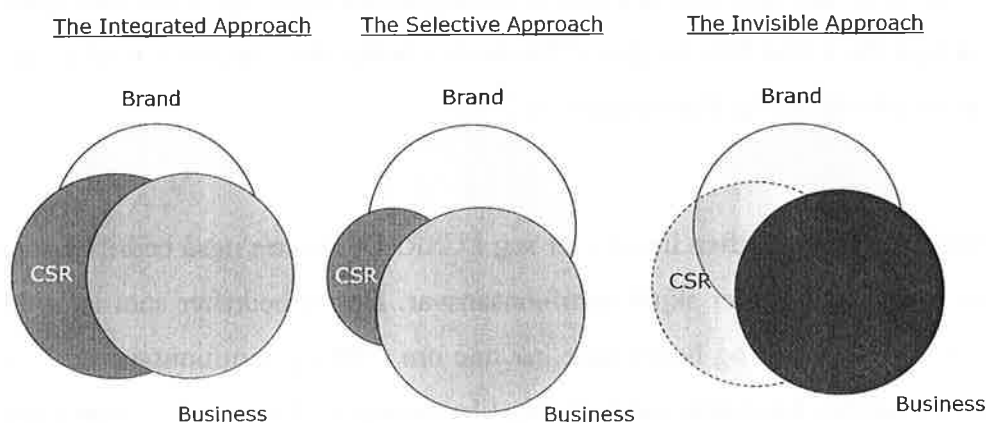 The Integrated Approach
The Selective Approach
The Invisible Approach
Brand
Brand
Brand
CSR
CSR
CSR
Business
Business
Business